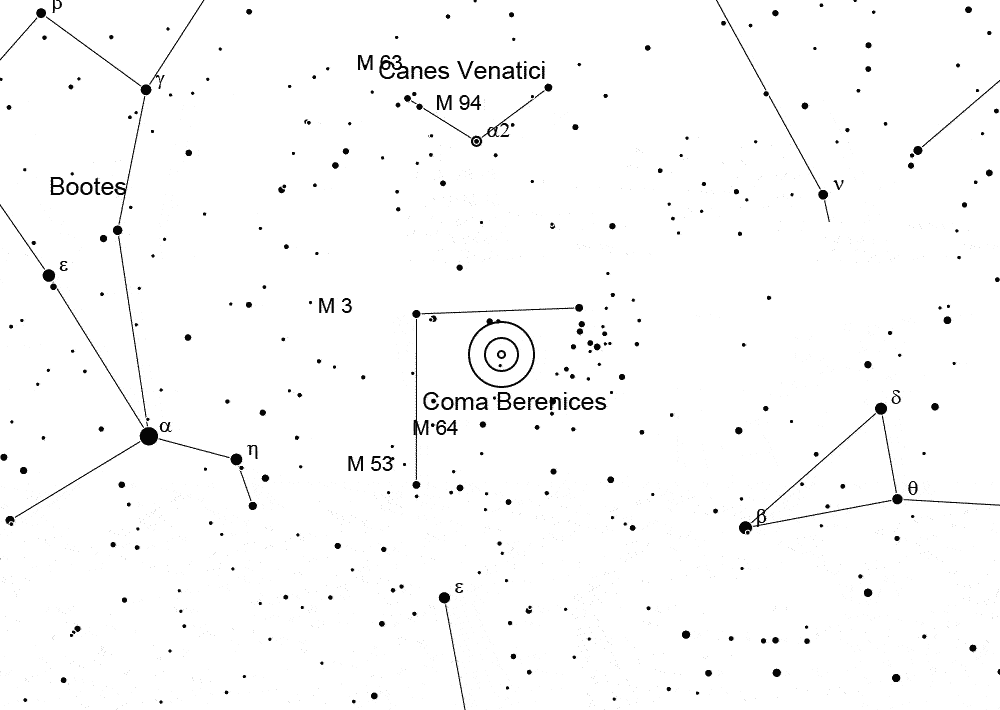 β
M 63
Canes Venatici
γ
M 94
α2
Bootes
ν
ε
M 3
δ
Coma Berenices
α
M 64
η
M 53
θ
β
ε